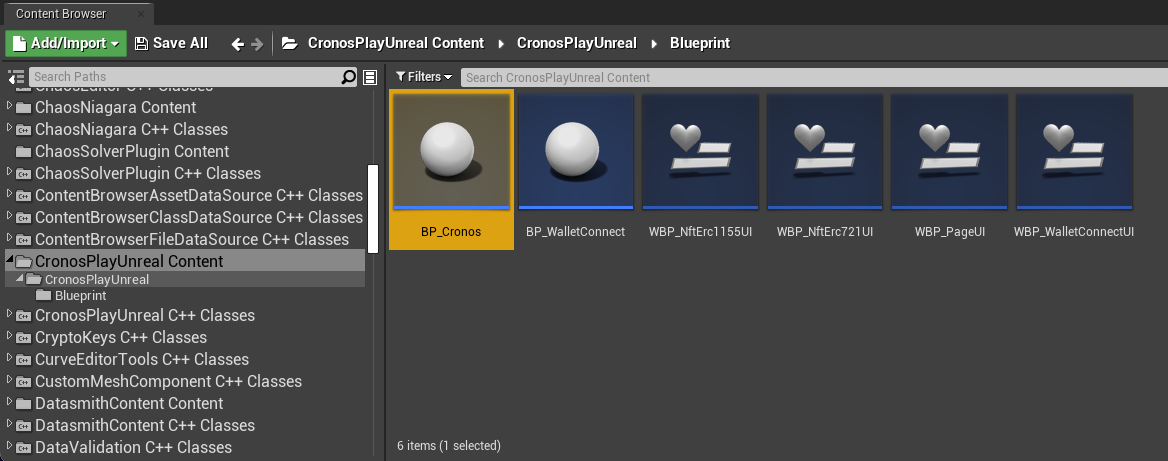 Content Browser
Add/Import
Save All
CronosPlayUnreal Content
CronosPlayUnreal
Blueprint
Search Paths
Filters
Search CronosPlayUnreal Content
ChaosEditor C++ Classes
ChaosNiagara Content
ChaosNiagara C++ Classes
ChaosSolverPlugin Content
ChaosSolverPlugin C++ Classes
ContentBrowserAssetDataSource C++ Classes
ContentBrowserClassDataSource C++ Classes
ContentBrowserFileDataSource C++ Classes
CronosPlayUnreal Content
CronosPlayUnreal
Blueprint
CronosPlayUnreal C++ Classes
CryptoKeys C++ Classes
CurveEditorTools C++ Classes
CustomMeshComponent C++ Classes
DatasmithContent Content
DatasmithContent C++ Classes
DataValidation C++ Classes
BP_Cronos
BP_WalletConnect
WBP_NftErc1155UI
WBP_NftErc721UI
WBP_PageUI
WBP_WalletConnectUI
6 items (1 selected)